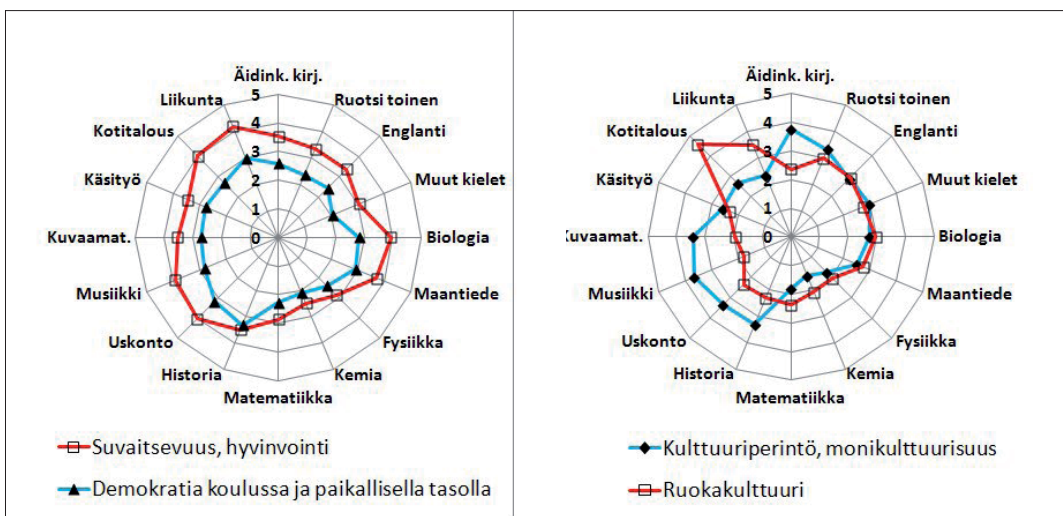 Äidink. kirj.
Ruotsi toinen
Englanti
Muut kielet
Biologia
Maantiede
Fysiikka
Kemia
Matematiikka
Historia
Uskonto
Musiikki
Kuvaamat.
Käsityö
Kotitalous
Liikunta
5
4
3
2
1
0
Suvaitsevuus, hyvinvointi
Demokratia koulussa ja paikallisella tasolla
Äidink. kirj.
Ruotsi toinen
Englanti
Muut kielet
Biologia
Maantiede
Fysiikka
Kemia
Matematiikka
Historia
Uskonto
Musiikki
Kuvaamat.
Käsityö
Kotitalous
Liikunta
5
4
3
2
1
0
Kulttuuriperintö, monikulttuurisuus
Ruokakulttuuri